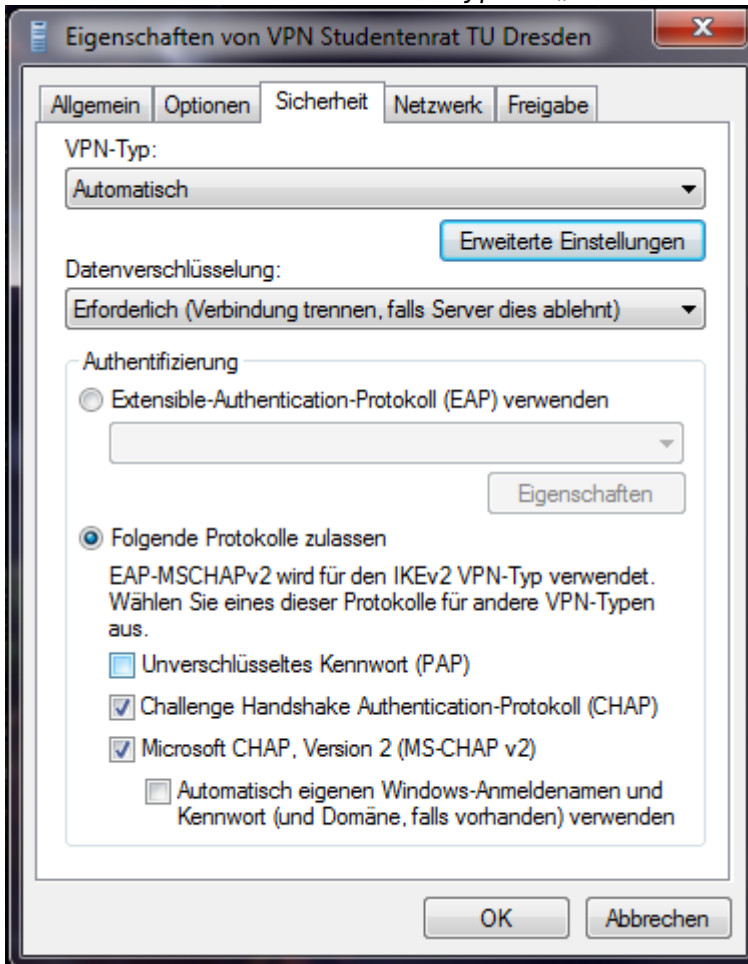 Eigenschaften von VPN Studentenrat TU Dresden
Allgemein Optionen Sicherheit Netzwerk Freigabe
VPN-Typ:
Automatisch
Erweiterte Einstellungen
Datenverschlüsselung:
Erforderlich (Verbindung trennen, falls Server dies ablehnt)
Authentifizierung
Extensible-Authentication-Protokoll (EAP) verwenden
Eigenschaften
Folgende Protokolle zulassen
EAP-MSCHAPv2 wird für den IKEv2 VPN-Typ verwendet.
Wählen Sie eines dieser Protokolle für andere VPN-Typen
aus.
Unverschlüsseltes Kennwort (PAP)
Challenge Handshake Authentication-Protokoll (CHAP)
Microsoft CHAP, Version 2 (MS-CHAP v2)
Automatisch eigenen Windows-Anmeldenamen und
Kennwort (und Domäne, falls vorhanden) verwenden
OK Abbrechen